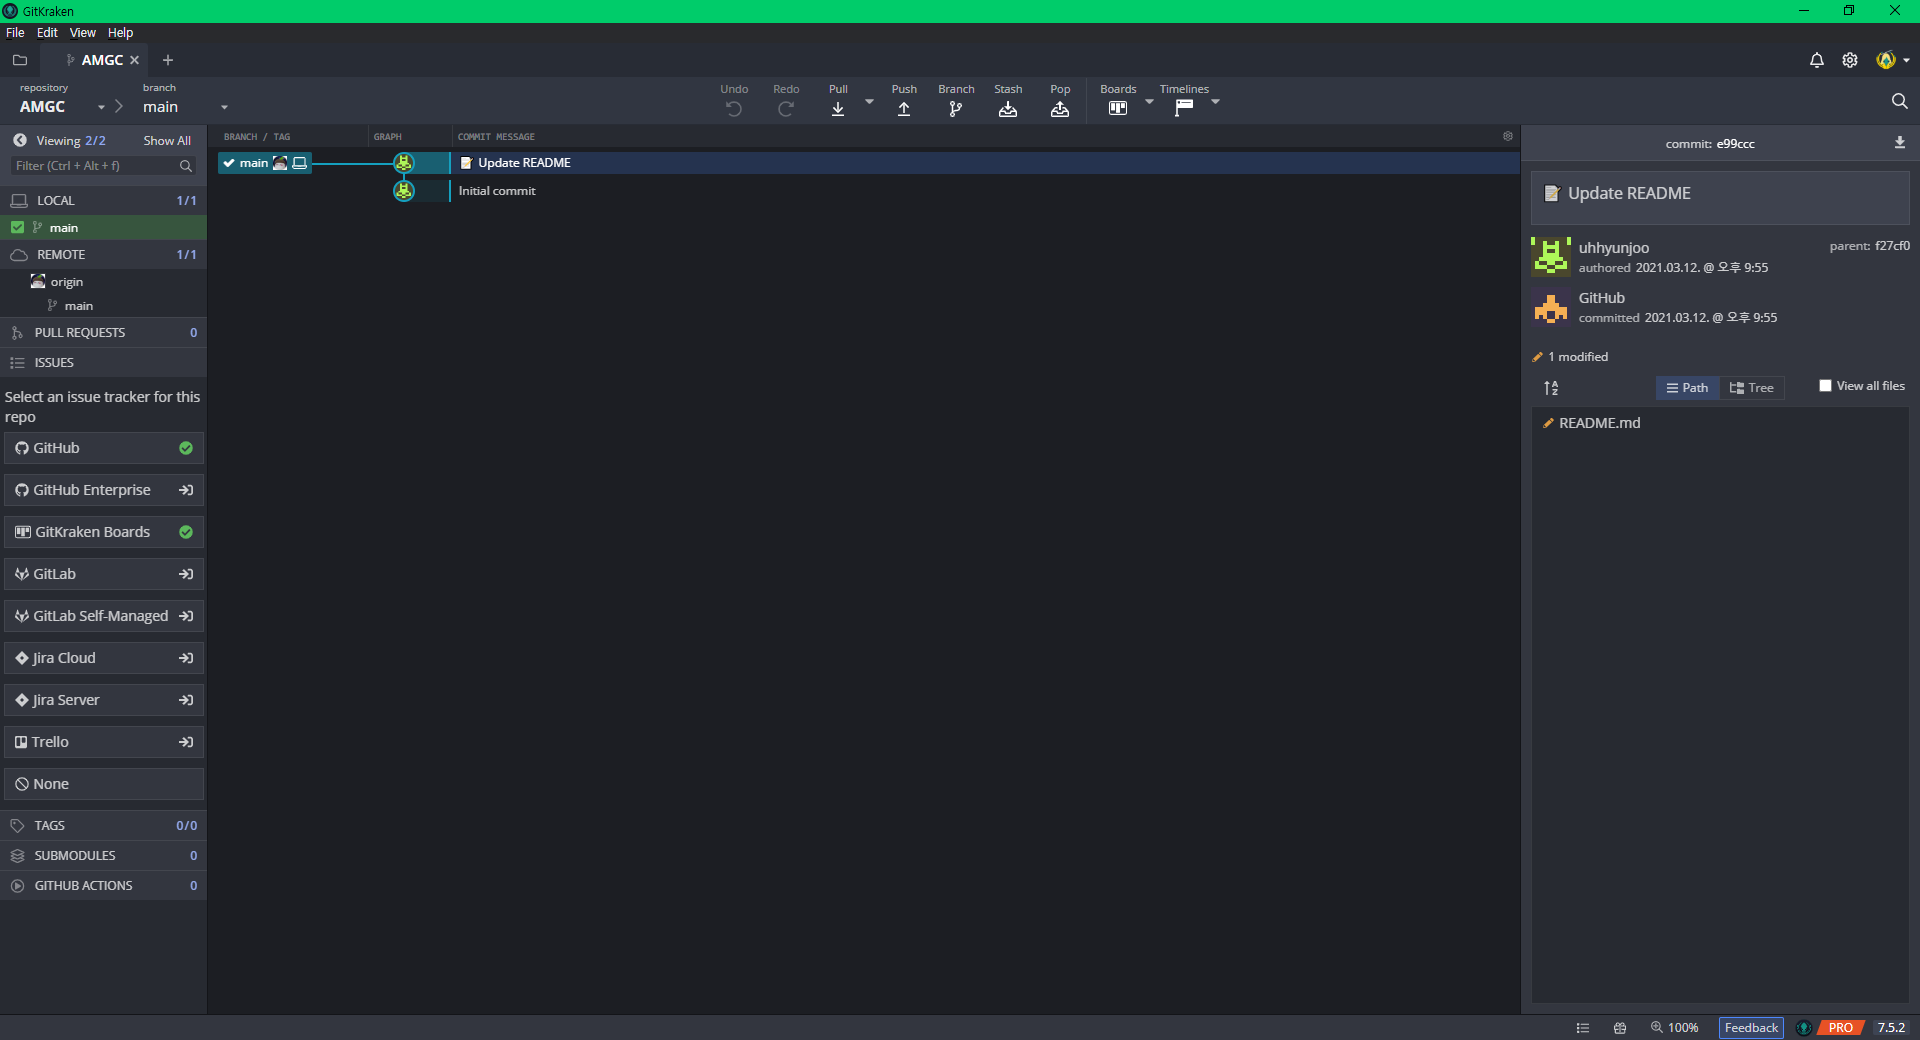 GitKraken
File Edit View Help
AMGC
repository
AMGC
branch
main
Undo Redo Pull Push Branch Stash Pop Boards Timelines
Viewing 2/2 Show All
Filter (Ctrl + Alt + f)
LOCAL 1/1
main
REMOTE 1/1
origin
main
PULL REQUESTS 0
ISSUES
Select an issue tracker for this
repo
GitHub
GitHub Enterprise
GitKraken Boards
GitLab
GitLab Self-Managed
Jira Cloud
Jira Server
Trello
None
TAGS 0/0
SUBMODULES 0
GITHUB ACTIONS 0
BRANCH / TAG GRAPH COMMIT MESSAGE
main 📝 Update README
Initial commit
commit: e99ccc
📝 Update README
uhhyunjoo parent: f27cf0
authored 2021.03.12. @ 오후 9:55
GitHub
committed 2021.03.12. @ 오후 9:55
1 modified
Path Tree View all files
README.md
100% Feedback PRO 7.5.2